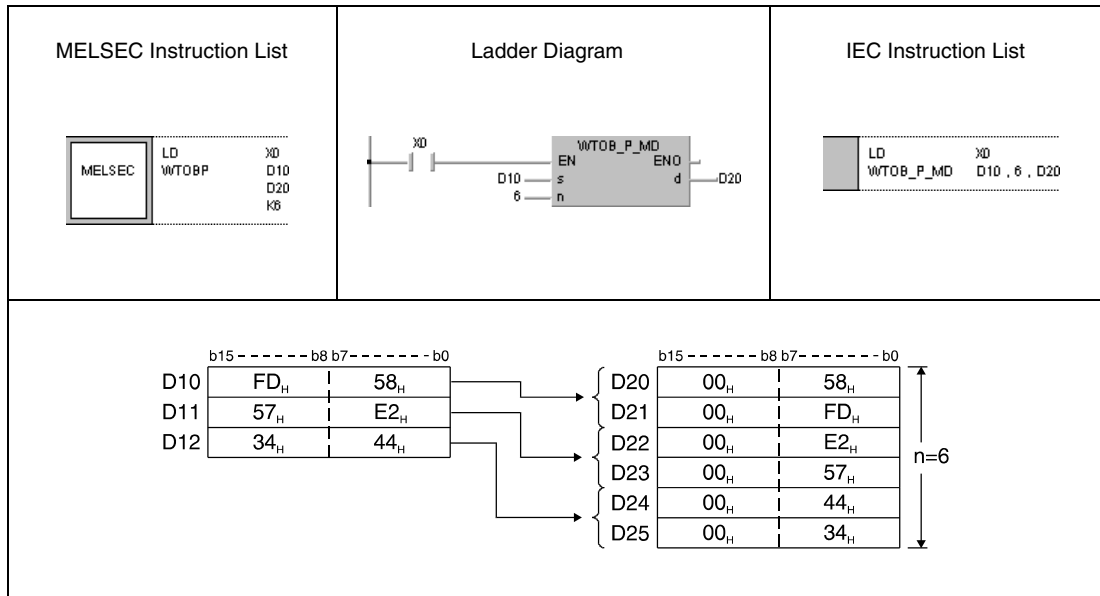 MELSEC Instruction List
Ladder Diagram
IEC Instruction List
MELSEC
LD X0
WTOBP D10
D20
K6
X0
WTOB_P_MD
EN ENO
D10 s d D20
6 n
LD X0
WTOB_P_MD D10 , 6 , D20
b15 b8 b7 b0
D10 FDH 58H
D11 57H E2H
D12 34H 44H
b15 b8 b7 b0
D20 00H 58H
D21 00H FDH
D22 00H E2H
D23 00H 57H
D24 00H 44H
D25 00H 34H
n=6